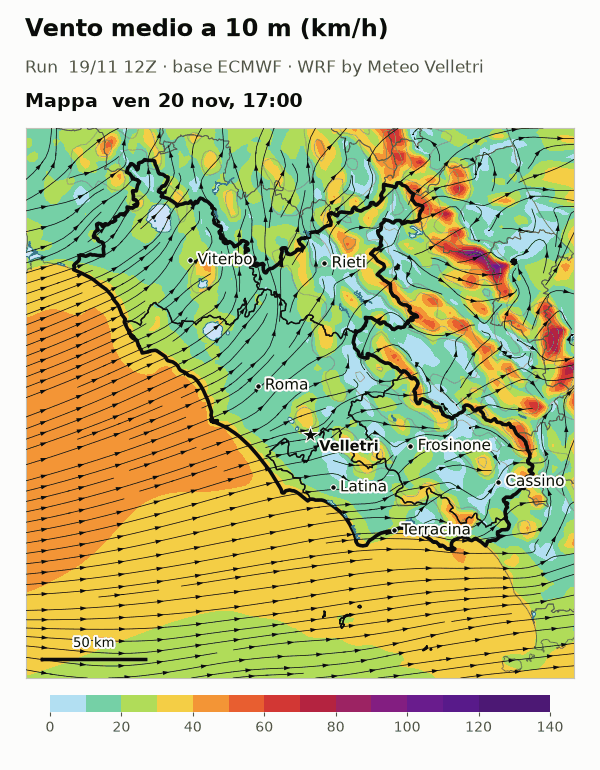 Vento medio a 10 m (km/h)
Run  19/11 12Z · base ECMWF · WRF by Meteo Velletri
Mappa  ven 20 nov, 17:00
Viterbo
Rieti
Roma
Velletri
Frosinone
Latina
Cassino
Terracina
50 km
0 20 40 60 80 100 120 140